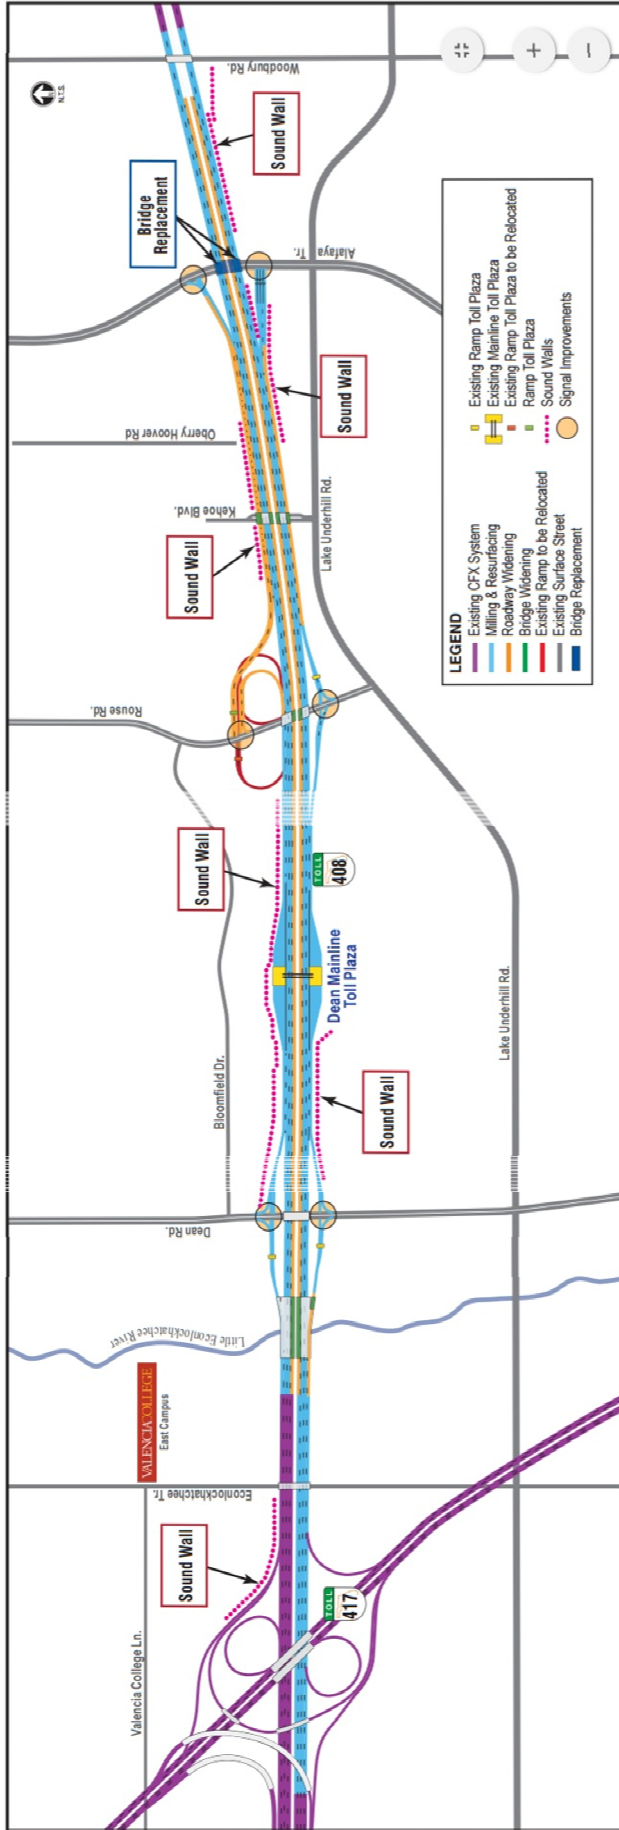 N
N.T.S.
Woodbury Rd.
Sound Wall
Bridge
Replacement
Alafaya Tr.
Sound Wall
Oberry Hoover Rd
Kehoe Blvd.
Lake Underhill Rd.
Sound Wall
Rouse Rd.
Sound Wall
TOLL
408
Dean Mainline
Toll Plaza
Bloomfield Dr.
Lake Underhill Rd.
Sound Wall
Dean Rd.
Little Econlockhatchee River
VALENCIACOLLEGE
East Campus
Econlockhatchee Tr.
Sound Wall
TOLL
417
Valencia College Ln.
LEGEND
Existing CFX System
Milling & Resurfacing
Roadway Widening
Bridge Widening
Existing Ramp to be Relocated
Existing Surface Street
Bridge Replacement
Existing Ramp Toll Plaza
Existing Mainline Toll Plaza
Existing Ramp Toll Plaza to be Relocated
Ramp Toll Plaza
Sound Walls
Signal Improvements